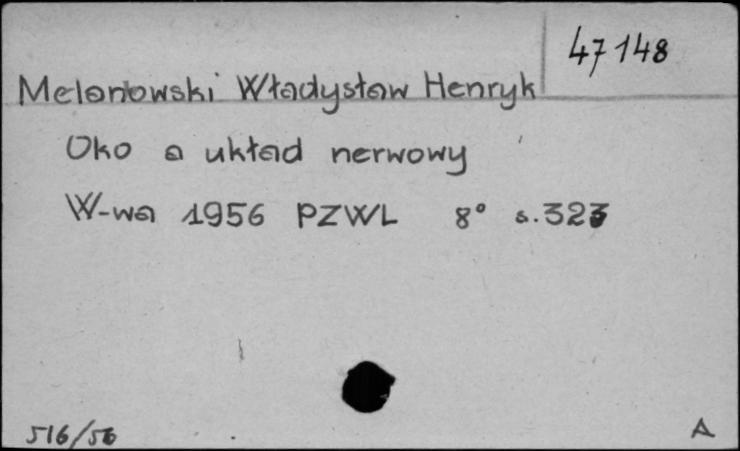 47148
Melanowski Władysław Henryk
Oko a układ nerwowy
W-wa 1956 PZWL 8° s. 323
516/56
A